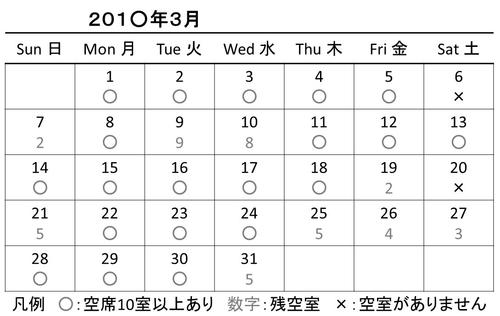 201〇年3月
Sun 日 Mon 月 Tue 火 Wed 水 Thu 木 Fri 金 Sat 土
1 2 3 4 5 6
〇 〇 〇 〇 〇 ×
7 8 9 10 11 12 13
2 〇 9 8 〇 〇 〇
14 15 16 17 18 19 20
〇 〇 〇 〇 〇 2 ×
21 22 23 24 25 26 27
5 〇 〇 〇 5 4 3
28 29 30 31
〇 〇 〇 5
凡例 〇:空席10室以上あり 数字:残空室 ×:空室がありません